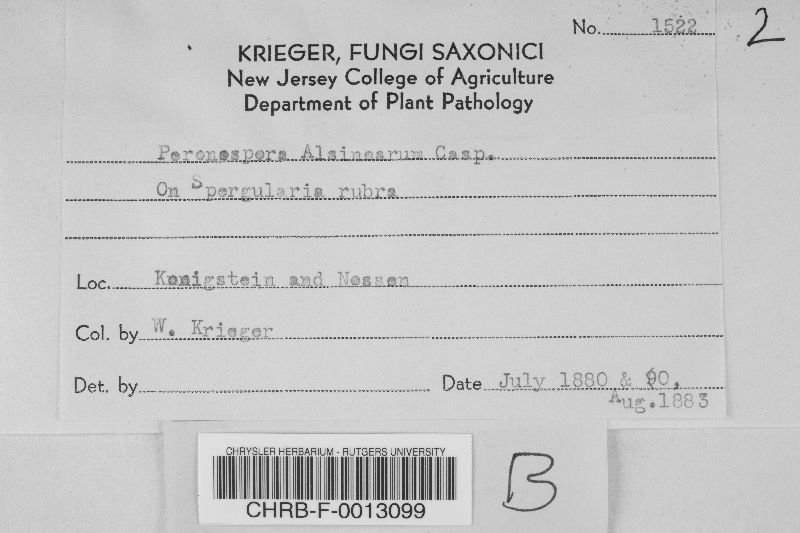 No. 1522 2
KRIEGER, FUNGI SAXONICI
New Jersey College of Agriculture
Department of Plant Pathology
Peronospora Alsinearum Casp.
On Spergularia rubra
Loc. Konigstein and Nossen
Col. by W. Krieger
Det. by
Date July 1880 & 90,
Aug. 1883
CHRYSLER HERBARIUM - RUTGERS UNIVERSITY
CHRB-F-0013099
B